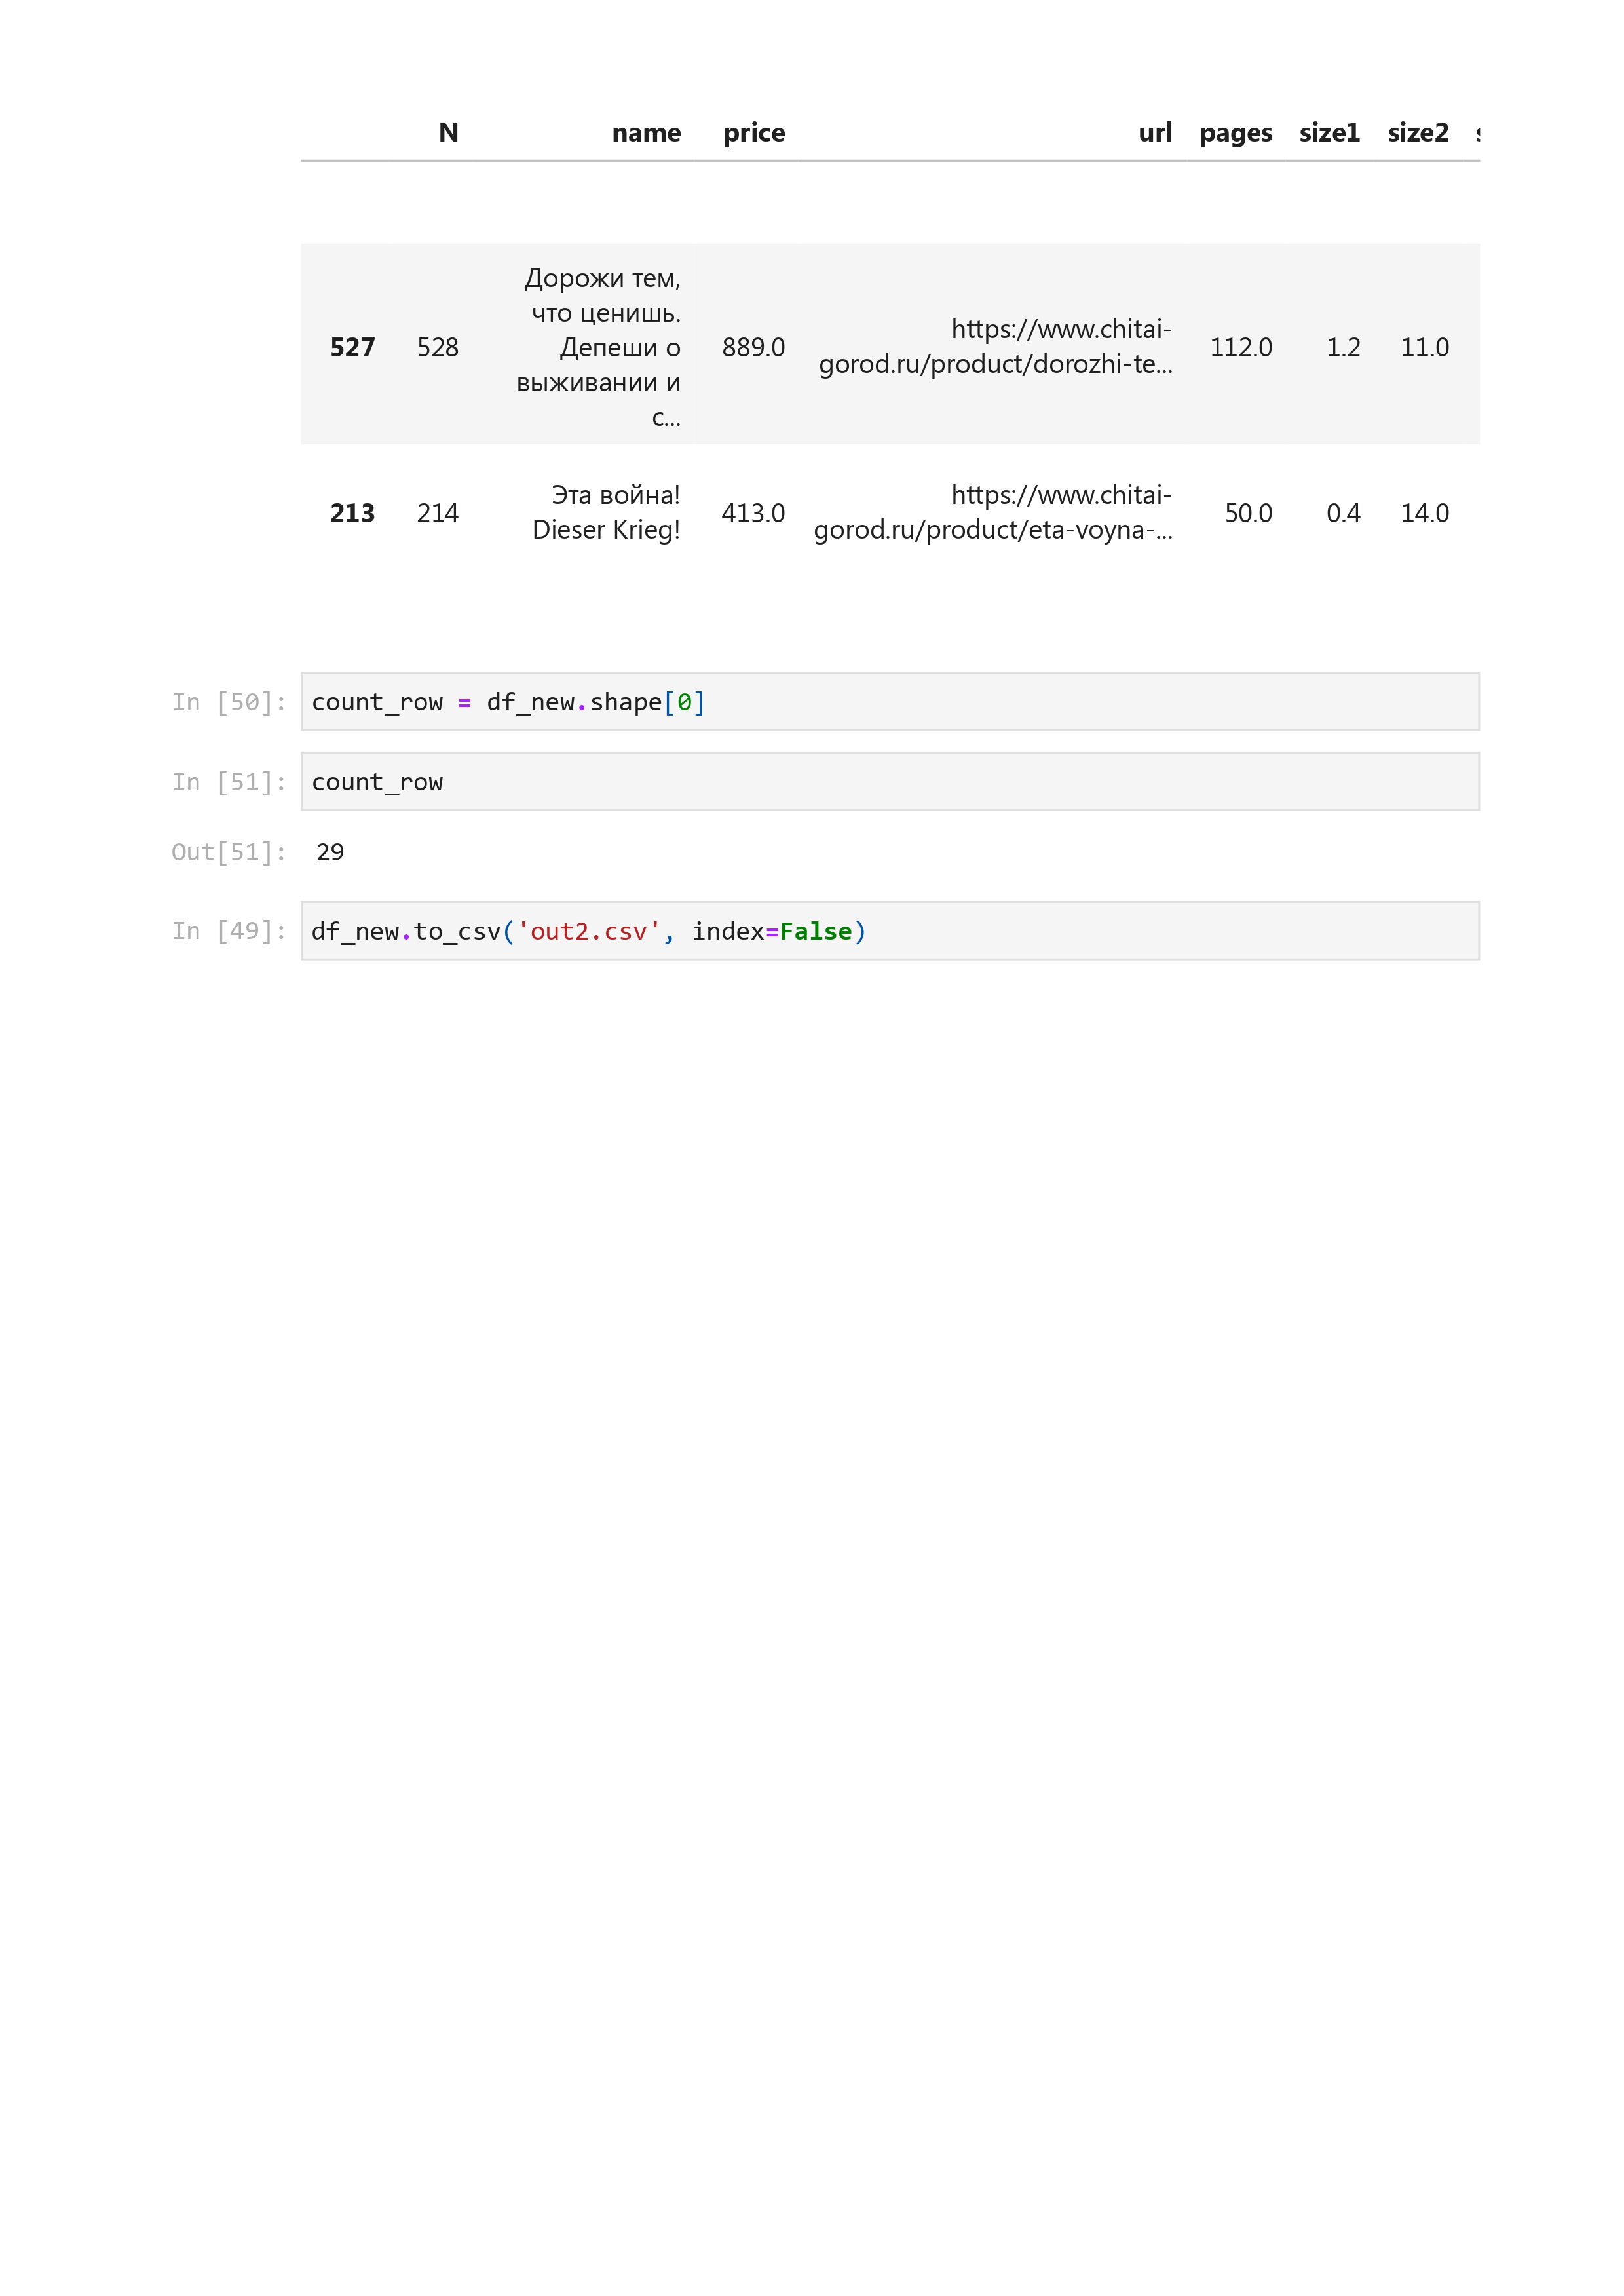 N name price url pages size1 size2
Дорожи тем,
что ценишь.
Депеши о
выживании и
с...
527 528 889.0 https://www.chitai-
gorod.ru/product/dorozhi-te... 112.0 1.2 11.0
213 214 Эта война!
Dieser Krieg! 413.0 https://www.chitai-
gorod.ru/product/eta-voyna-... 50.0 0.4 14.0
In [50]: count_row = df_new.shape[0]
In [51]: count_row
Out[51]: 29
In [49]: df_new.to_csv('out2.csv', index=False)